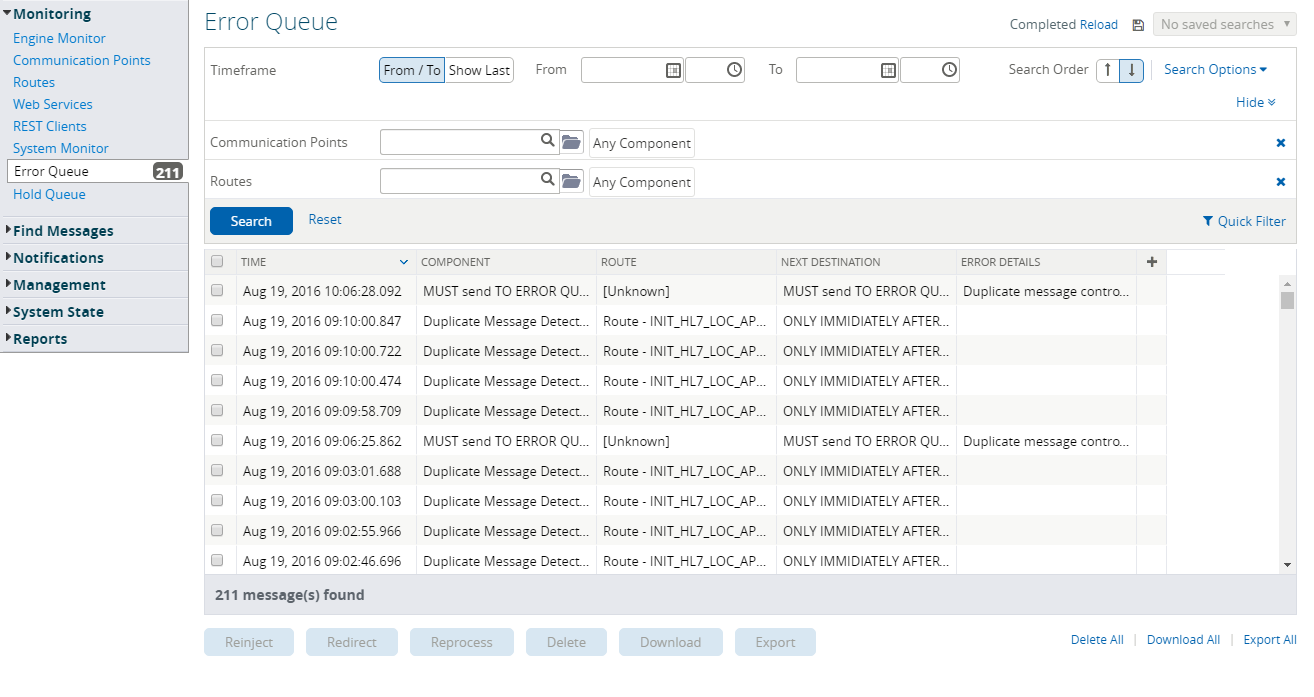 Monitoring
Engine Monitor
Communication Points
Routes
Web Services
REST Clients
System Monitor
Error Queue 211
Hold Queue
Find Messages
Notifications
Management
System State
Reports
Error Queue
Completed Reload No saved searches
Timeframe From / To Show Last From To Search Order Search Options
Hide
Communication Points Any Component
Routes Any Component
Search Reset Quick Filter
TIME COMPONENT ROUTE NEXT DESTINATION ERROR DETAILS
Aug 19, 2016 10:06:28.092 MUST send TO ERROR QU... [Unknown] MUST send TO ERROR QU... Duplicate message contro...
Aug 19, 2016 09:10:00.847 Duplicate Message Detect... Route - INIT_HL7_LOC_AP... ONLY IMMIDIATELY AFTER...
Aug 19, 2016 09:10:00.722 Duplicate Message Detect... Route - INIT_HL7_LOC_AP... ONLY IMMIDIATELY AFTER...
Aug 19, 2016 09:10:00.474 Duplicate Message Detect... Route - INIT_HL7_LOC_AP... ONLY IMMIDIATELY AFTER...
Aug 19, 2016 09:09:58.709 Duplicate Message Detect... Route - INIT_HL7_LOC_AP... ONLY IMMIDIATELY AFTER...
Aug 19, 2016 09:06:25.862 MUST send TO ERROR QU... [Unknown] MUST send TO ERROR QU... Duplicate message contro...
Aug 19, 2016 09:03:01.688 Duplicate Message Detect... Route - INIT_HL7_LOC_AP... ONLY IMMIDIATELY AFTER...
Aug 19, 2016 09:03:00.103 Duplicate Message Detect... Route - INIT_HL7_LOC_AP... ONLY IMMIDIATELY AFTER...
Aug 19, 2016 09:02:55.966 Duplicate Message Detect... Route - INIT_HL7_LOC_AP... ONLY IMMIDIATELY AFTER...
Aug 19, 2016 09:02:46.696 Duplicate Message Detect... Route - INIT_HL7_LOC_AP... ONLY IMMIDIATELY AFTER...
211 message(s) found
Reinject Redirect Reprocess Delete Download Export Delete All | Download All | Export All